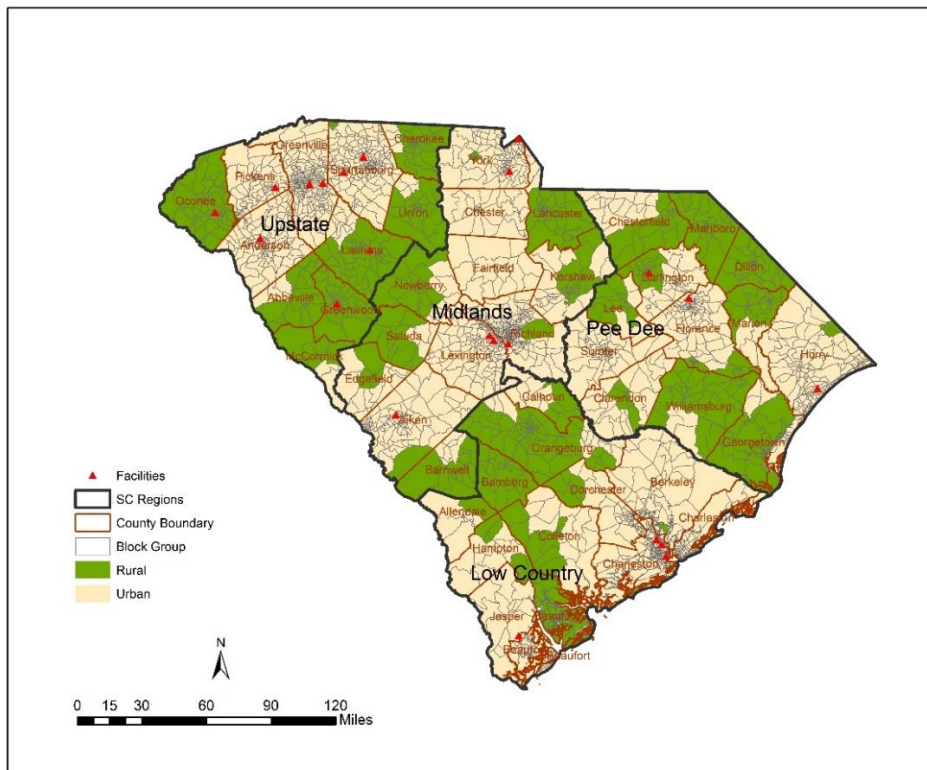 Cherokee
Greenville
Spartanburg
York
Pickens
Oconee
Union
Chester
Lancaster
Chesterfield
Marlboro
Upstate
Anderson
Laurens
Fairfield
Kershaw
Darlington
Dillon
Newberry
Abbeville
Greenwood
Midlands
Lee
Richland
Pee Dee
Florence
Marion
Saluda
Lexington
Sumter
Horry
McCormick
Edgefield
Calhoun
Clarendon
Williamsburg
Aiken
Orangeburg
Georgetown
Barnwell
Bamberg
Dorchester
Berkeley
Allendale
Charleston
Hampton
Colleton
Charleston
Low Country
Jasper
Beaufort
Beaufort
Beaufort
Facilities
SC Regions
County Boundary
Block Group
Rural
Urban
N
0 15 30 60 90 120
Miles